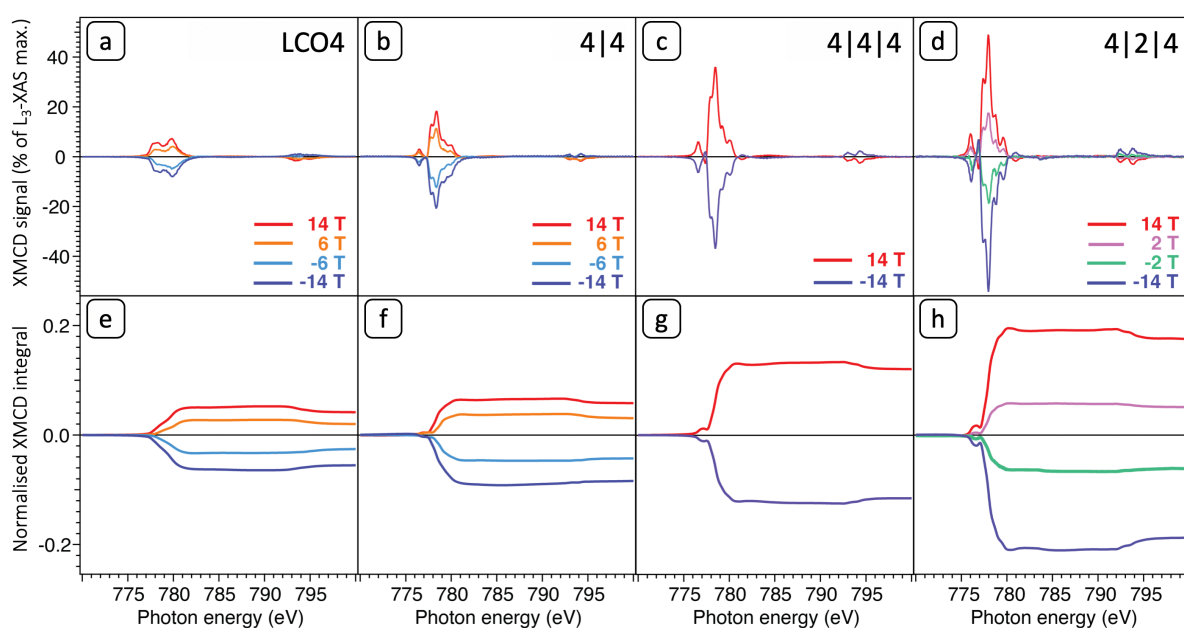 XMCD signal (% of L3-XAS max.)
40
20
0
-20
-40
a
LCO4
14 T
6 T
-6 T
-14 T
b
4|4
14 T
6 T
-6 T
-14 T
c
4|4|4
14 T
-14 T
d
4|2|4
14 T
2 T
-2 T
-14 T
Normalised XMCD integral
0.2
0.0
-0.2
e
f
g
h
775 780 785 790 795
775 780 785 790 795
775 780 785 790 795
775 780 785 790 795
Photon energy (eV)
Photon energy (eV)
Photon energy (eV)
Photon energy (eV)